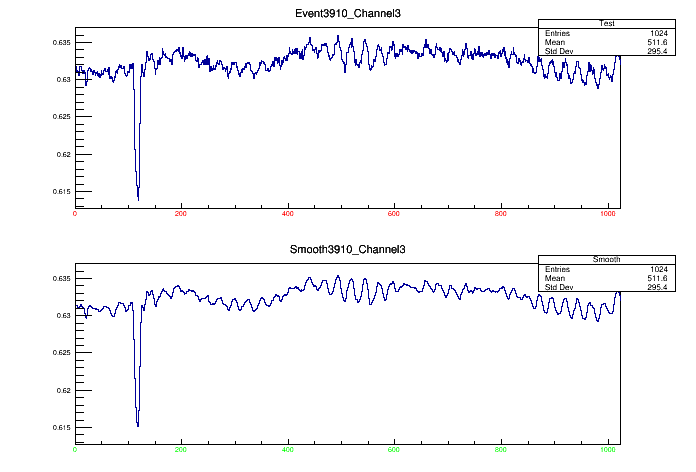 Event3910_Channel3
Test
Entries 1024
Mean 511.6
Std Dev 295.4
0.635
0.63
0.625
0.62
0.615
0 200 400 600 800 1000
Smooth3910_Channel3
Smooth
Entries 1024
Mean 511.6
Std Dev 295.4
0.635
0.63
0.625
0.62
0.615
0 200 400 600 800 1000